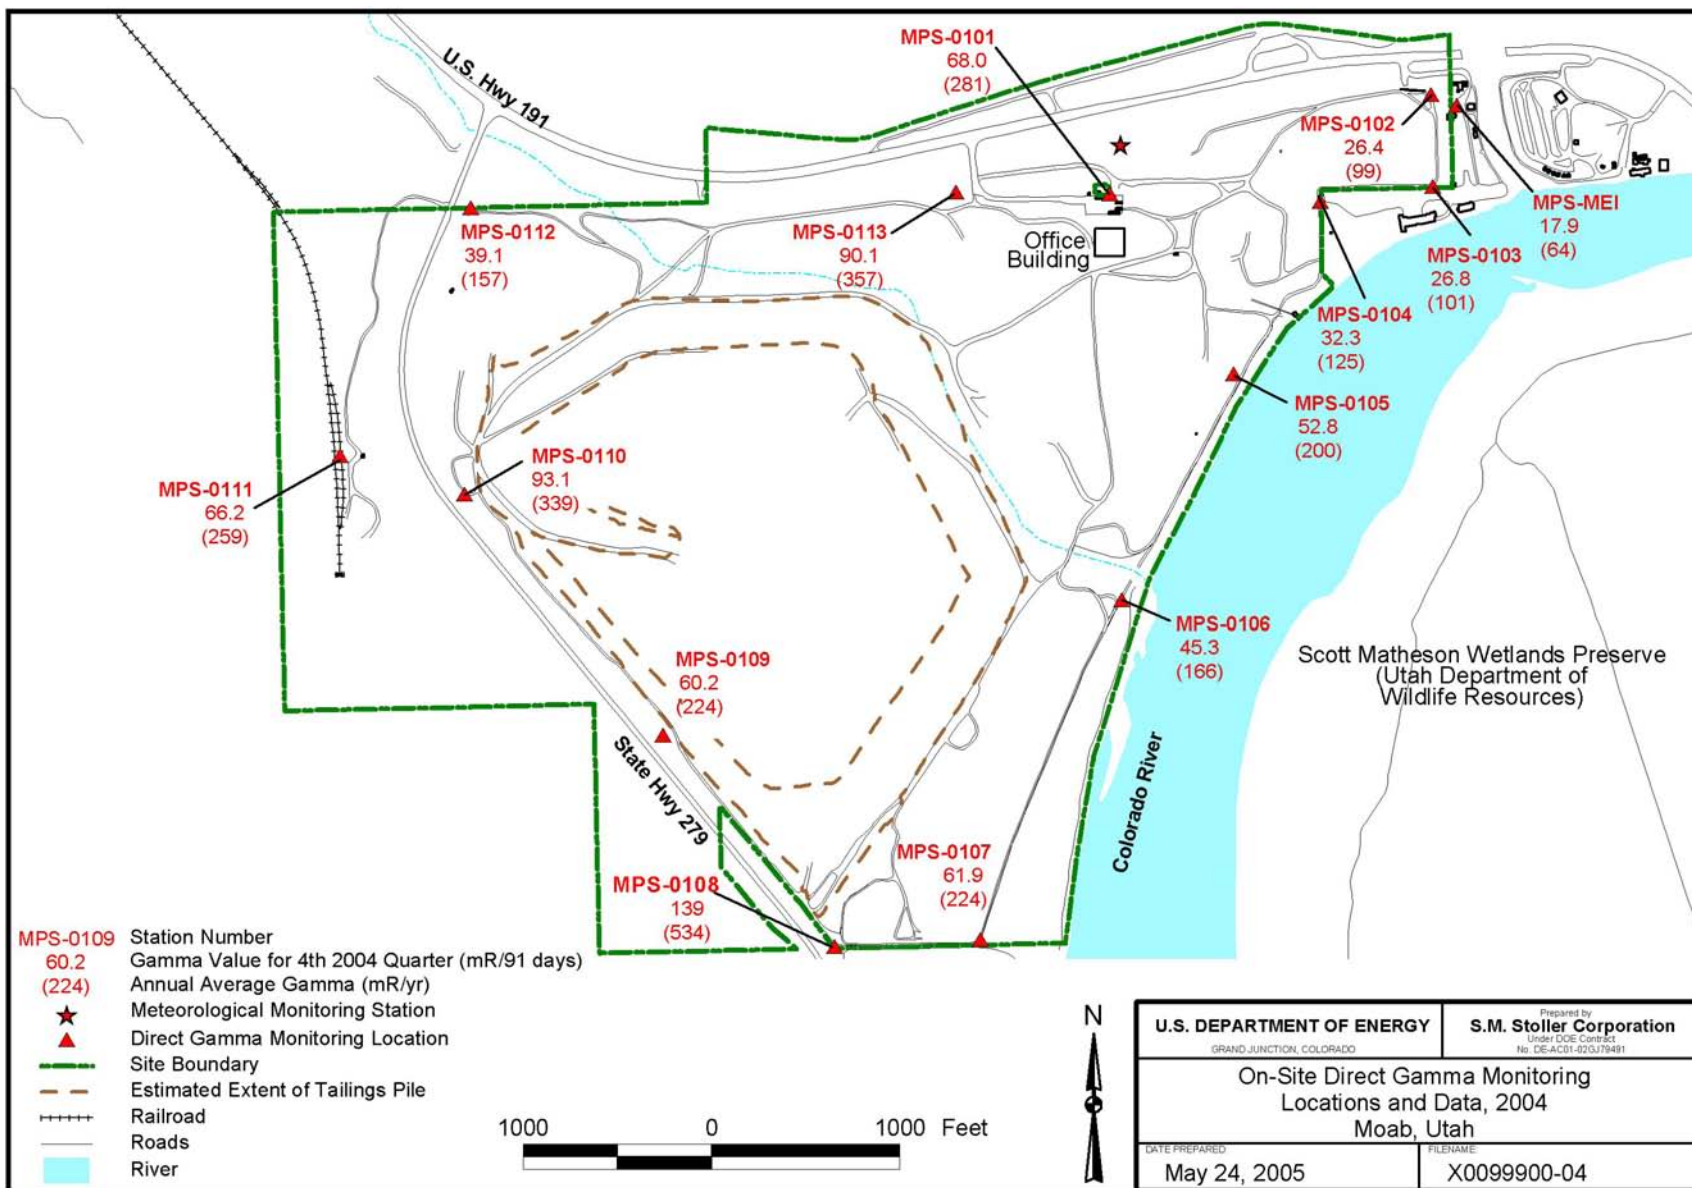 U.S. Hwy 191
MPS-0101
68.0
(281)
MPS-0102
26.4
(99)
MPS-MEI
17.9
(64)
MPS-0103
26.8
(101)
MPS-0112
39.1
(157)
MPS-0113
90.1
(357)
Office
Building
MPS-0104
32.3
(125)
MPS-0105
52.8
(200)
MPS-0110
93.1
(339)
MPS-0111
66.2
(259)
MPS-0106
45.3
(166)
Scott Matheson Wetlands Preserve
(Utah Department of
Wildlife Resources)
MPS-0109
60.2
(224)
State Hwy 279
Colorado River
MPS-0107
61.9
(224)
MPS-0108
139
(534)
MPS-0109 Station Number
60.2 Gamma Value for 4th 2004 Quarter (mR/91 days)
(224) Annual Average Gamma (mR/yr)
Meteorological Monitoring Station
Direct Gamma Monitoring Location
Site Boundary
Estimated Extent of Tailings Pile
Railroad
Roads
River
1000 0 1000 Feet
N
U.S. DEPARTMENT OF ENERGY
GRAND JUNCTION, COLORADO
Prepared by
S.M. Stoller Corporation
Under DOE Contract
No. DE-AC01-02GJ79491
On-Site Direct Gamma Monitoring
Locations and Data, 2004
Moab, Utah
DATE PREPARED:
May 24, 2005
FILENAME:
X0099900-04